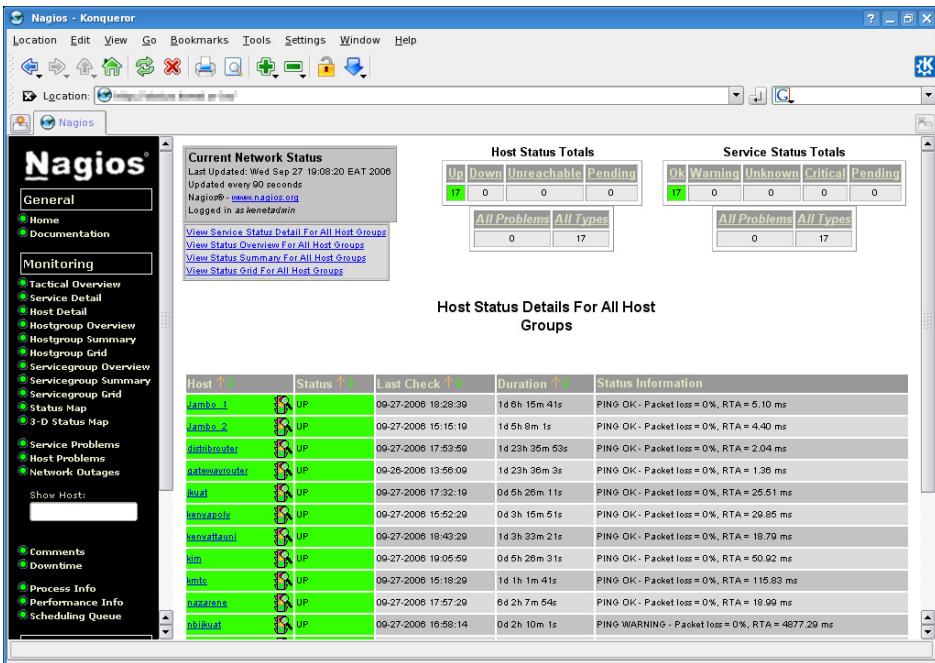 Nagios - Konqueror
Location Edit View Go Bookmarks Tools Settings Window Help
Location:
Nagios
Nagios®
General
Home
Documentation
Monitoring
Tactical Overview
Service Detail
Host Detail
Hostgroup Overview
Hostgroup Summary
Hostgroup Grid
Servicegroup Overview
Servicegroup Summary
Servicegroup Grid
Status Map
3-D Status Map
Service Problems
Host Problems
Network Outages
Show Host:
Comments
Downtime
Process Info
Performance Info
Scheduling Queue
Current Network Status
Last Updated: Wed Sep 27 19:08:20 EAT 2006
Updated every 90 seconds
Nagios® - www.nagios.org
Logged in as kenetadmin
View Service Status Detail For All Host Groups
View Status Overview For All Host Groups
View Status Summary For All Host Groups
View Status Grid For All Host Groups
Host Status Totals
Up Down Unreachable Pending
17 0 0 0
All Problems All Types
0 17
Service Status Totals
Ok Warning Unknown Critical Pending
17 0 0 0 0
All Problems All Types
0 17
Host Status Details For All Host
Groups
Host Status Last Check Duration Status Information
Jambo_1 UP 09-27-2006 18:28:39 1d 6h 15m 41s PING OK - Packet loss = 0%, RTA = 5.10 ms
Jambo_2 UP 09-27-2006 15:15:19 1d 5h 8m 1s PING OK - Packet loss = 0%, RTA = 4.40 ms
distribrouter UP 09-27-2006 17:53:59 1d 23h 35m 53s PING OK - Packet loss = 0%, RTA = 2.04 ms
gatewayrouter UP 09-26-2006 13:56:09 1d 23h 36m 3s PING OK - Packet loss = 0%, RTA = 1.36 ms
jkuat UP 09-27-2006 17:32:19 0d 5h 26m 11s PING OK - Packet loss = 0%, RTA = 25.51 ms
kenyapoly UP 09-27-2006 15:52:29 0d 3h 15m 51s PING OK - Packet loss = 0%, RTA = 29.85 ms
kenyattauni UP 09-27-2006 18:43:29 1d 3h 33m 21s PING OK - Packet loss = 0%, RTA = 18.79 ms
kim UP 09-27-2006 19:05:59 0d 5h 26m 31s PING OK - Packet loss = 0%, RTA = 50.92 ms
kmtc UP 09-27-2006 15:18:29 1d 1h 1m 41s PING OK - Packet loss = 0%, RTA = 115.83 ms
nazarene UP 09-27-2006 17:57:29 6d 2h 7m 54s PING OK - Packet loss = 0%, RTA = 18.99 ms
nbijkuat UP 09-27-2006 16:58:14 0d 2h 10m 1s PING WARNING - Packet loss = 0%, RTA = 4877.29 ms